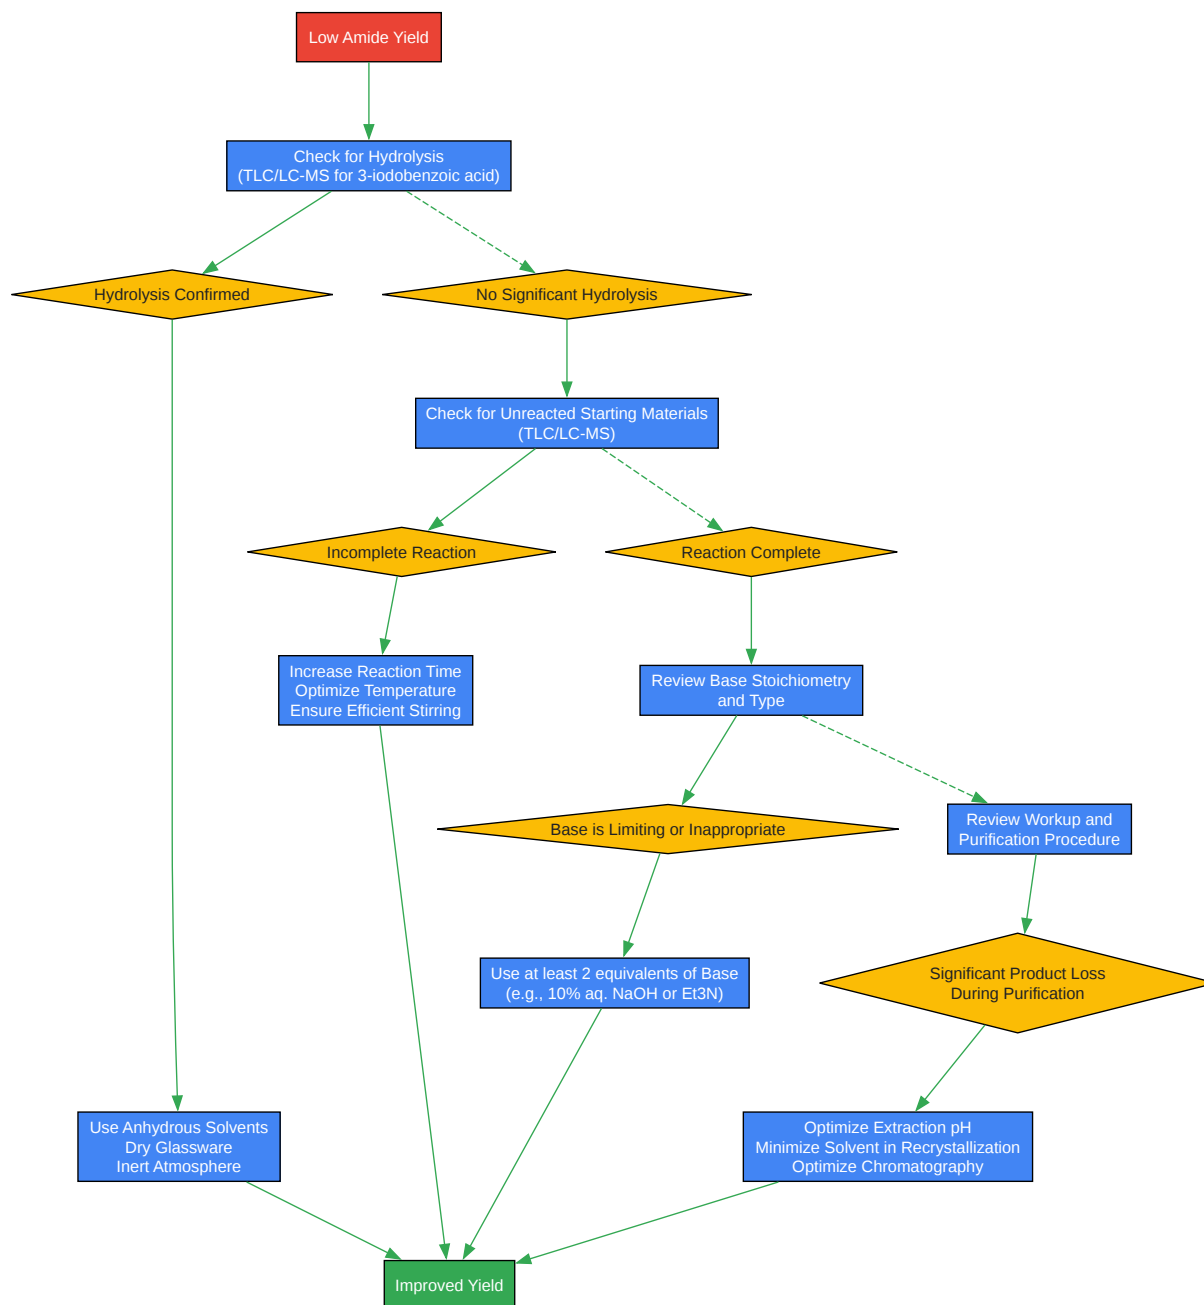 Low Amide Yield
Check for Hydrolysis
(TLC/LC-MS for 3-iodobenzoic acid)
Hydrolysis Confirmed
No Significant Hydrolysis
Check for Unreacted Starting Materials
(TLC/LC-MS)
Incomplete Reaction
Reaction Complete
Increase Reaction Time
Optimize Temperature
Ensure Efficient Stirring
Review Base Stoichiometry
and Type
Base is Limiting or Inappropriate
Review Workup and
Purification Procedure
Use at least 2 equivalents of Base
(e.g., 10% aq. NaOH or Et3N)
Significant Product Loss
During Purification
Use Anhydrous Solvents
Dry Glassware
Inert Atmosphere
Optimize Extraction pH
Minimize Solvent in Recrystallization
Optimize Chromatography
Improved Yield